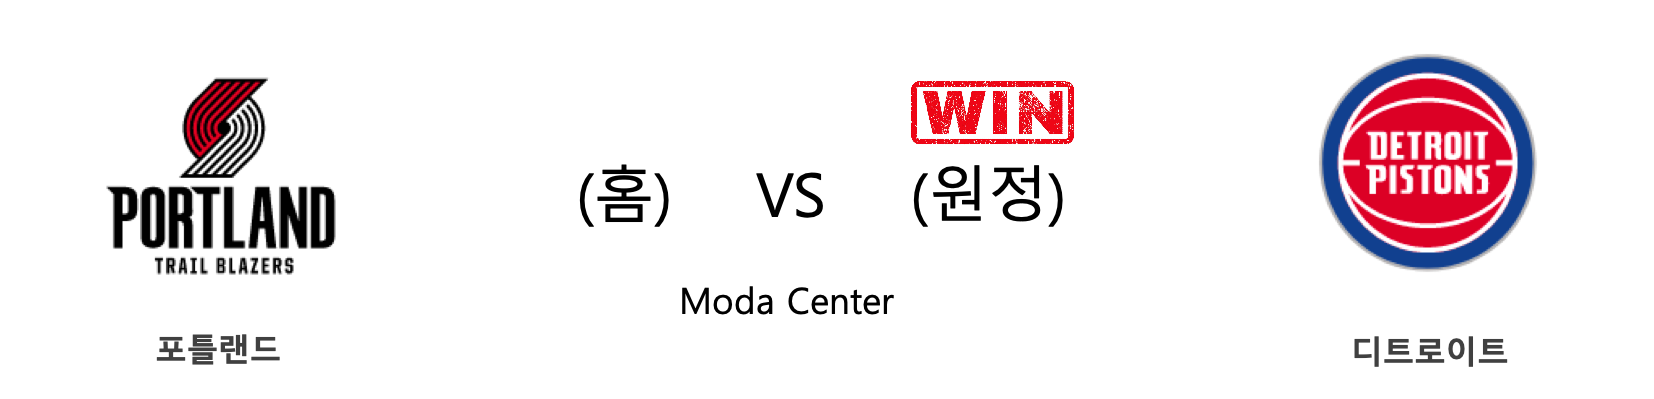 WIN
(홈) VS (원정)
Moda Center
PORTLAND
TRAIL BLAZERS
포틀랜드
DETROIT
PISTONS
디트로이트